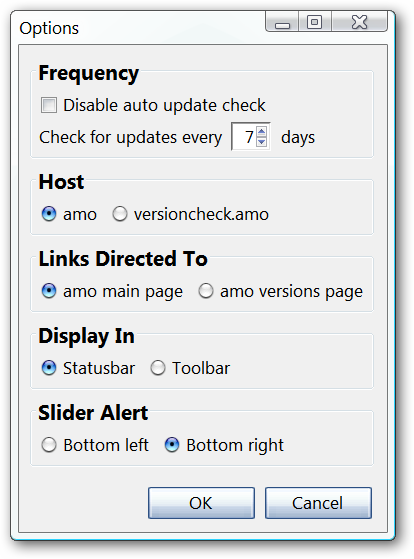 Options
Frequency
Disable auto update check
Check for updates every 7 days
Host
amo versioncheck.amo
Links Directed To
amo main page amo versions page
Display In
Statusbar Toolbar
Slider Alert
Bottom left Bottom right
OK Cancel